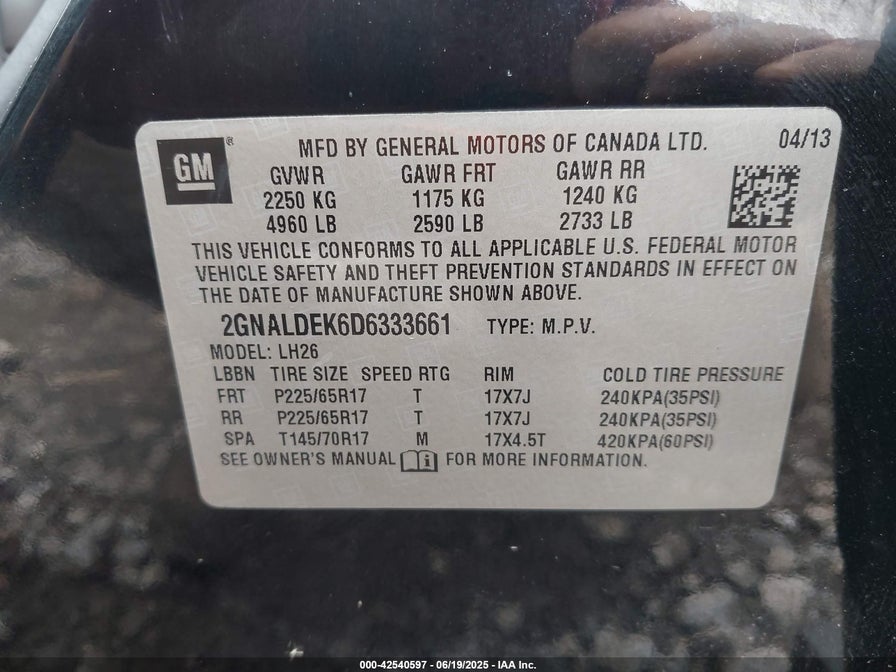 GM ®
MFD BY GENERAL MOTORS OF CANADA LTD. 04/13
GVWR GAWR FRT GAWR RR
2250 KG 1175 KG 1240 KG
4960 LB 2590 LB 2733 LB
THIS VEHICLE CONFORMS TO ALL APPLICABLE U.S. FEDERAL MOTOR
VEHICLE SAFETY AND THEFT PREVENTION STANDARDS IN EFFECT ON
THE DATE OF MANUFACTURE SHOWN ABOVE.
2GNALDEK6D6333661 TYPE: M.P.V.
MODEL: LH26
LBBN TIRE SIZE SPEED RTG RIM COLD TIRE PRESSURE
FRT P225/65R17 T 17X7J 240KPA(35PSI)
RR P225/65R17 T 17X7J 240KPA(35PSI)
SPA T145/70R17 M 17X4.5T 420KPA(60PSI)
SEE OWNER'S MANUAL FOR MORE INFORMATION.
000-42540597 - 06/19/2025 - IAA Inc.